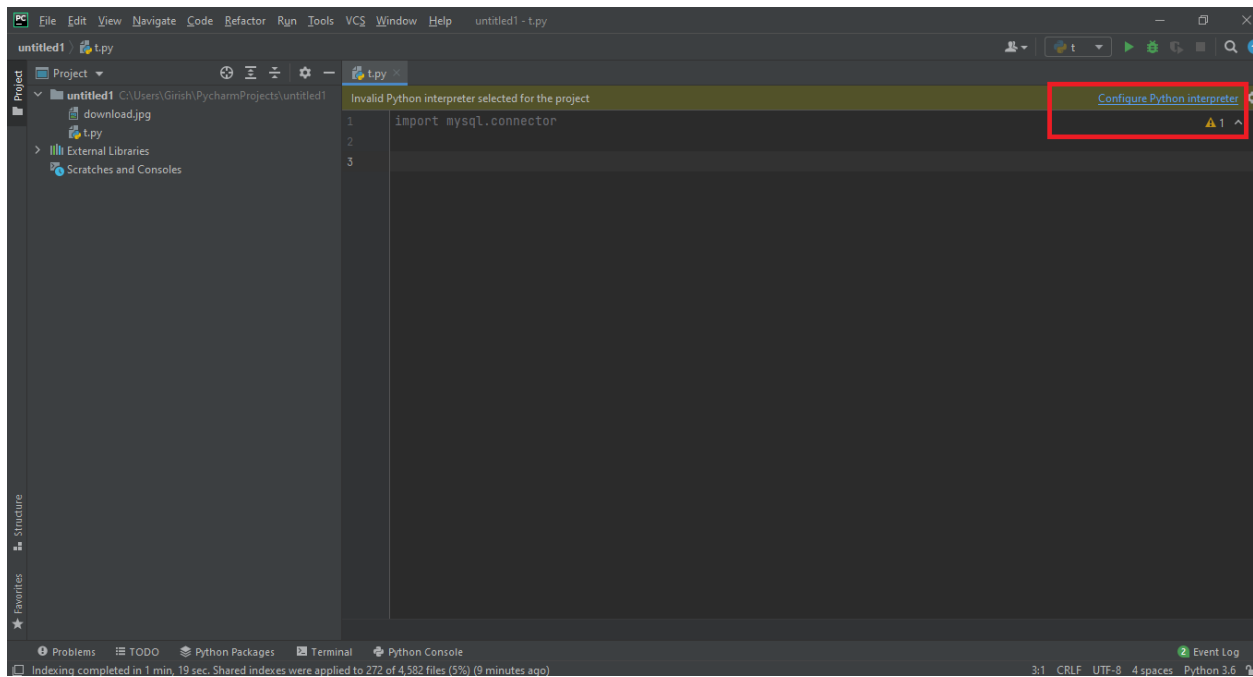 PC File Edit View Navigate Code Refactor Run Tools VCS Window Help untitled1 - t.py
untitled1 t.py t
Project
Project
t.py
untitled1 C:\Users\Girish\PycharmProjects\untitled1
download.jpg
t.py
External Libraries
Scratches and Consoles
Invalid Python interpreter selected for the project Configure Python interpreter
1 import mysql.connector 1
2
3
Structure
Favorites
Problems TODO Python Packages Terminal Python Console 2 Event Log
Indexing completed in 1 min, 19 sec. Shared indexes were applied to 272 of 4,582 files (5%) (9 minutes ago) 3:1 CRLF UTF-8 4 spaces Python 3.6